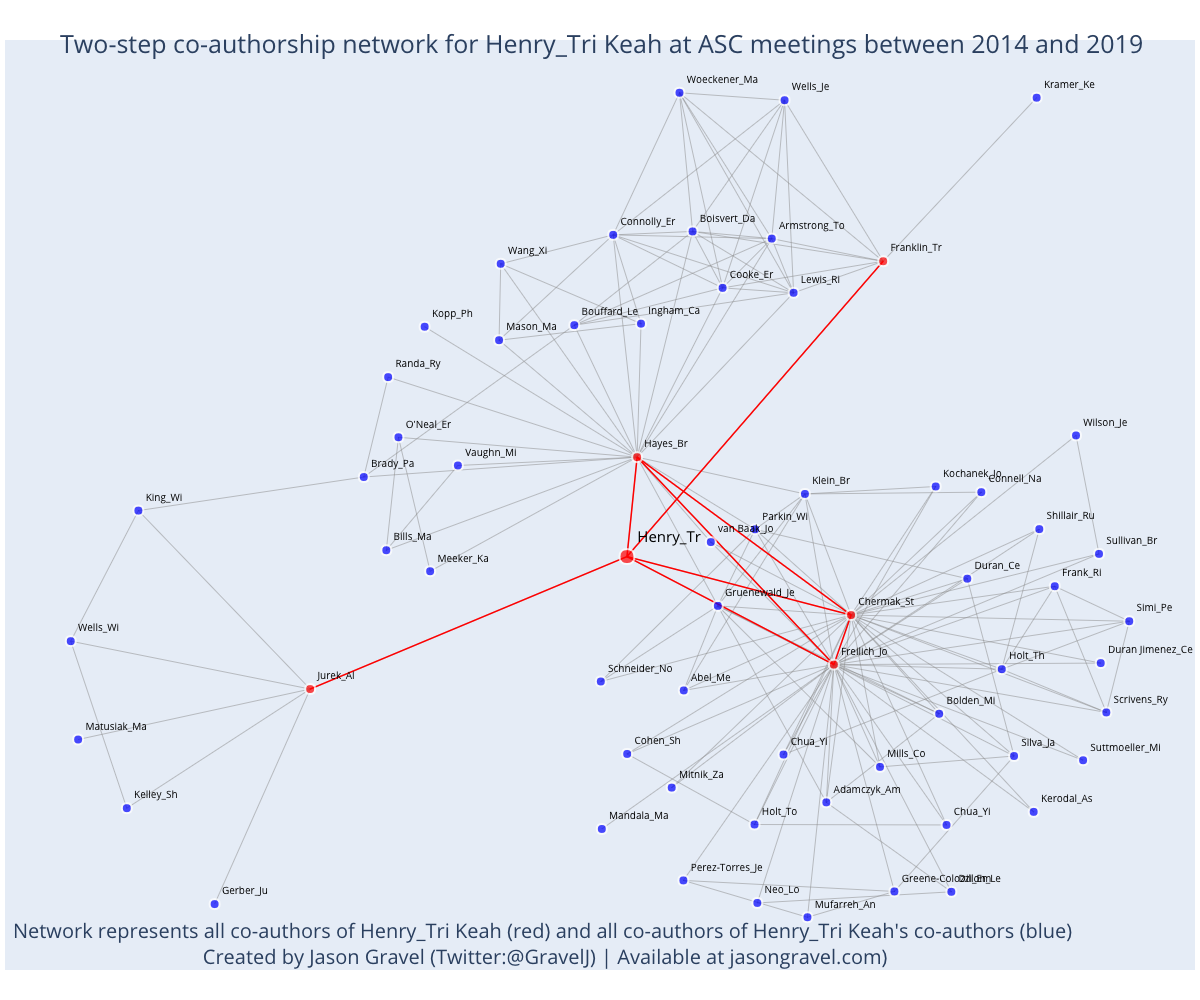 Two-step co-authorship network for Henry_Tri Keah at ASC meetings between 2014 and 2019
Woeckener_Ma
Wells_Je
Kramer_Ke
Connolly_Er
Boisvert_Da
Armstrong_To
Franklin_Tr
Wang_Xi
Cooke_Er
Lewis_Ri
Kopp_Ph
Bouffard_Le
Ingham_Ca
Mason_Ma
Randa_Ry
O'Neal_Er
Wilson_Je
Hayes_Br
Vaughn_Mi
Brady_Pa
Klein_Br
Kochanek_Jo
Connell_Na
King_Wi
Parkin_Wi
Shillair_Ru
van Baak_Jo
Henry_Tr
Bills_Ma
Sullivan_Br
Meeker_Ka
Duran_Ce
Frank_Ri
Gruenewald_Je
Chermak_St
Simi_Pe
Wells_Wi
Freilich_Jo
Holt_Th
Duran Jimenez_Ce
Jurek_Al
Schneider_No
Abel_Me
Bolden_Mi
Scrivens_Ry
Matusiak_Ma
Cohen_Sh
Chua_Yi
Mills_Co
Silva_Ja
Suttmoeller_Mi
Mitnik_Za
Kelley_Sh
Adamczyk_Am
Kerodal_As
Mandala_Ma
Holt_To
Chua_Yi
Perez-Torres_Je
Gerber_Ju
Neo_Lo
Mufarreh_An
Network represents all co-authors of Henry_Tri Keah (red) and all co-authors of Henry_Tri Keah's co-authors (blue)
Created by Jason Gravel (Twitter:@GravelJ) | Available at jasongravel.com)